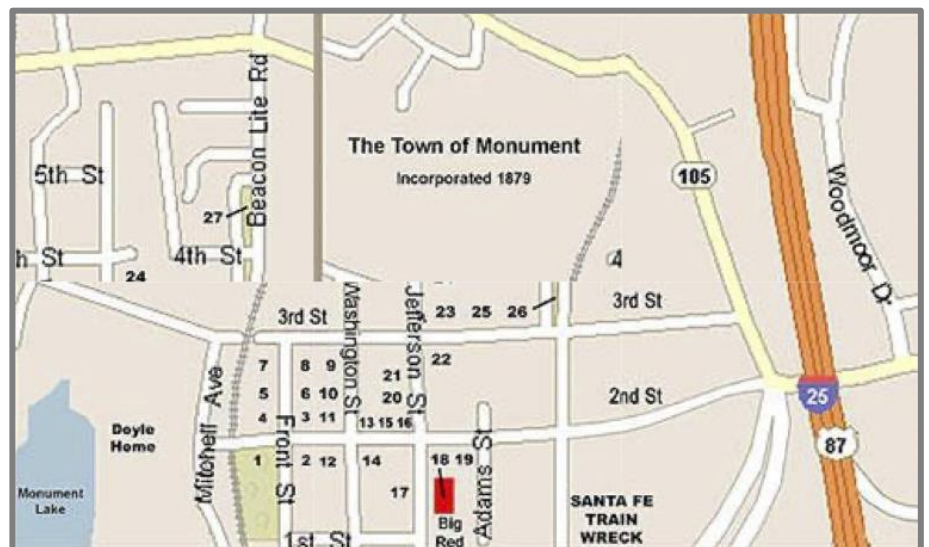 Beacon Lite Rd
The Town of Monument
Incorporated 1879
105
5th St
Woodmoor Dr
27
h St
4th St
4
24
3rd St
Washington St
Jefferson St
23 25 26
3rd St
7 8 9
22
21
5 6 10
20
2nd St
25
4 3 11
13 15 16
Mitchell Ave
Front St
Doyle
Home
87
Adams St
1 2 12 14
18 19
17
Monument
Lake
SANTA FE
TRAIN
WRECK
Big
Red
1st St